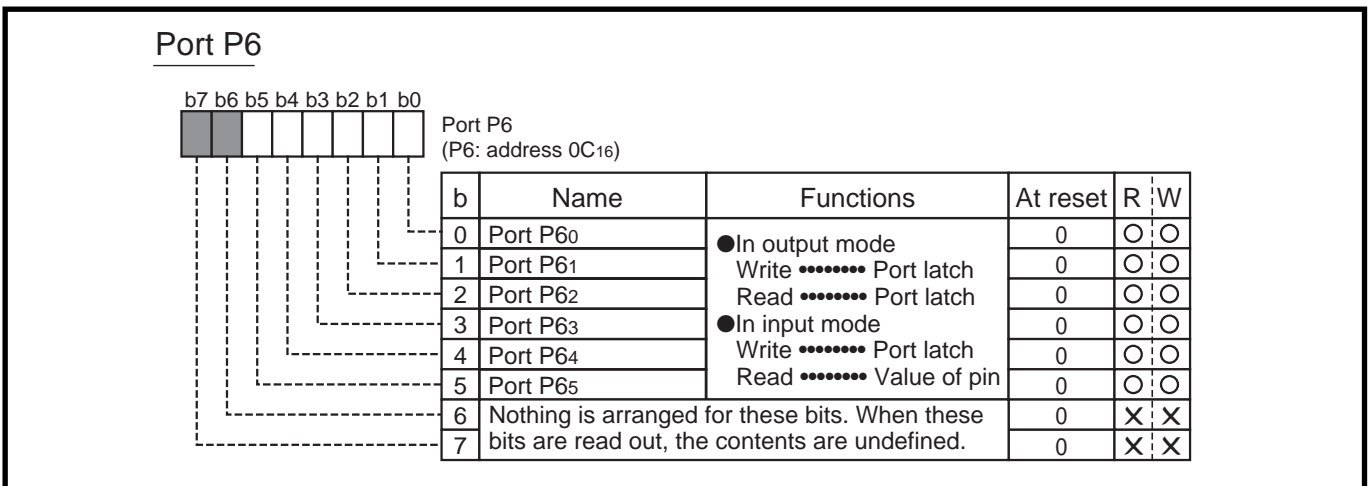 Port P6
b7 b6 b5 b4 b3 b2 b1 b0
Port P6
(P6: address 0C16)
b Name Functions At reset R W
0 Port P60 0 O O
1 Port P61 0 O O
2 Port P62 0 O O
3 Port P63 0 O O
4 Port P64 0 O O
5 Port P65 0 O O
●In output mode
Write •••••••• Port latch
Read •••••••• Port latch
●In input mode
Write •••••••• Port latch
Read •••••••• Value of pin
6 Nothing is arranged for these bits. When these 0 X X
7 bits are read out, the contents are undefined. 0 X X